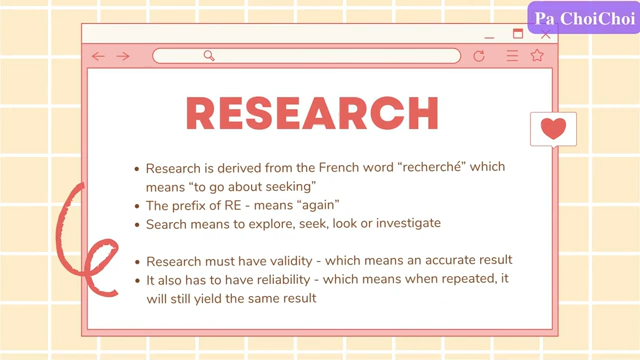 Pa ChoiChoi
RESEARCH
• Research is derived from the French word “recherché” which
means “to go about seeking”
• The prefix of RE - means “again”
• Search means to explore, seek, look or investigate
• Research must have validity - which means an accurate result
• It also has to have reliability - which means when repeated, it
will still yield the same result